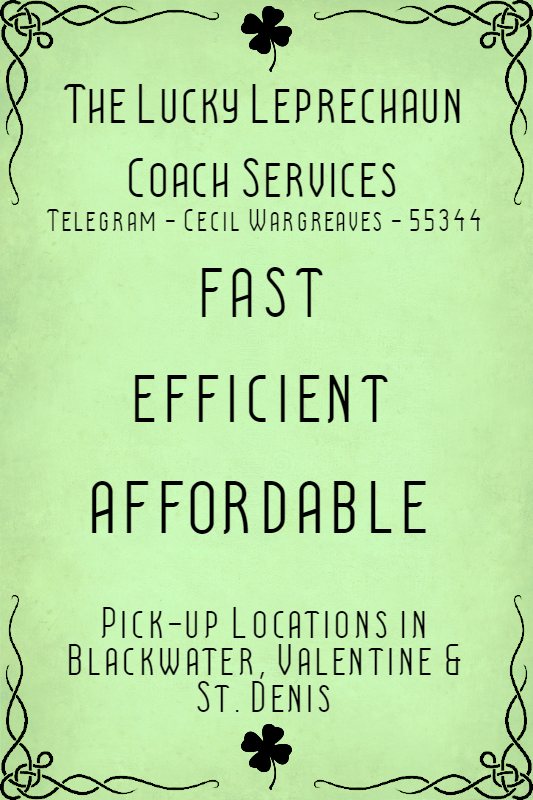 The Lucky Leprechaun
Coach Services
Telegram - Cecil Wargreaves - 55344
FAST
EFFICIENT
AFFORDABLE
Pick-up Locations in
Blackwater, Valentine &
St. Denis